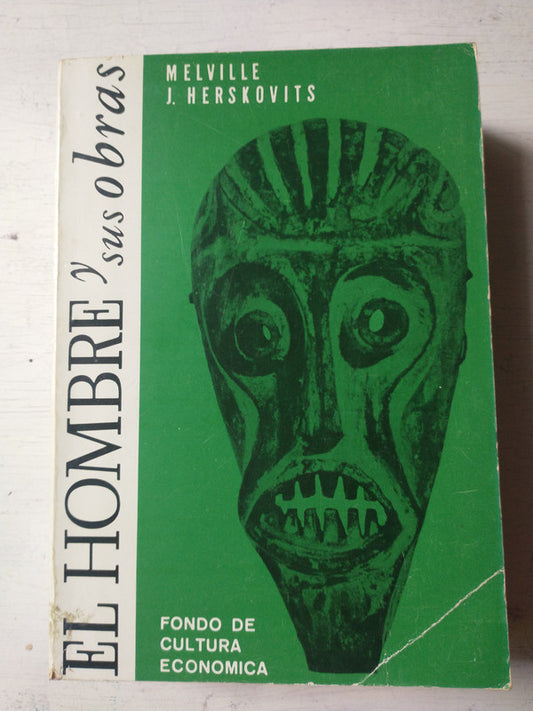 MELVILLE
J. HERSKOVITS
EL HOMBRE y sus obras
FONDO DE
CULTURA
ECONOMICA